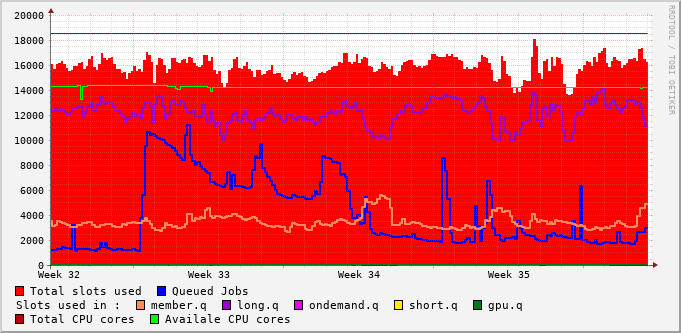 20000
18000
16000
14000
12000
10000
8000
6000
4000
2000
0
Week 32 Week 33 Week 34 Week 35
RRDTOOL / TOBI OETIKER
Total slots used Queued Jobs
Slots used in : member.q long.q ondemand.q short.q gpu.q
Total CPU cores Availale CPU cores